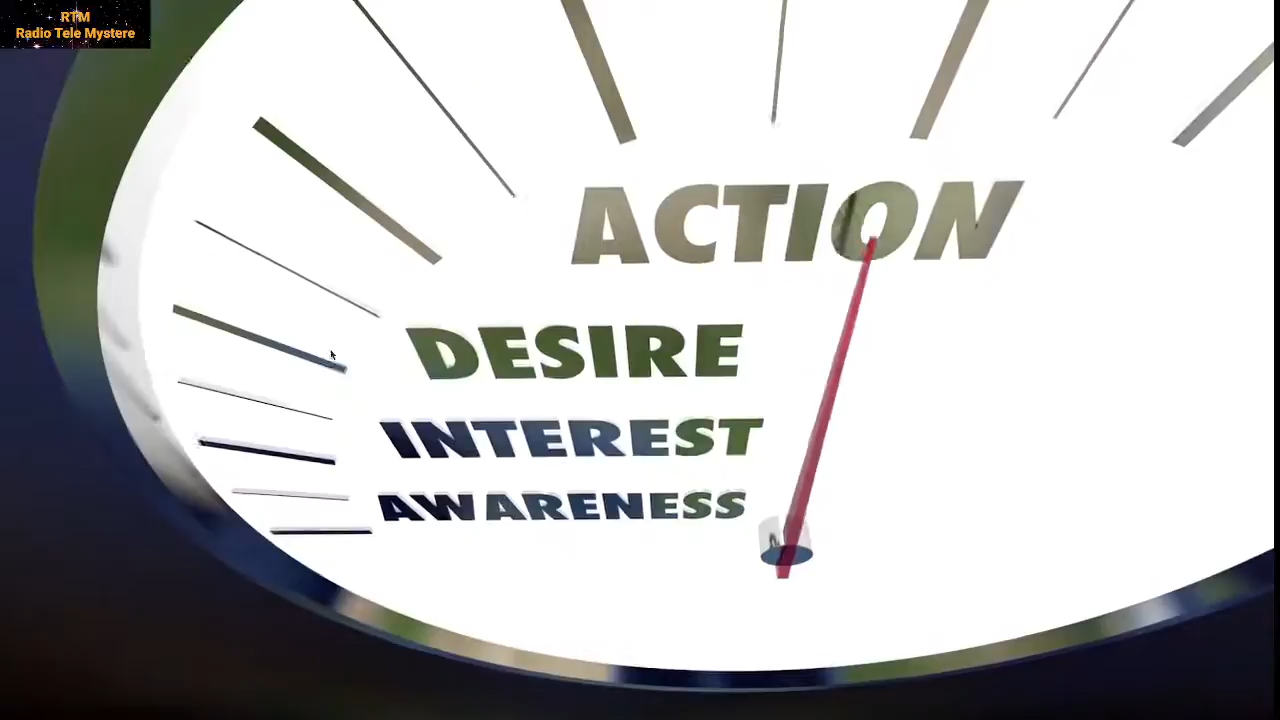 RTM
Radio Tele Mystere
ACTION
DESIRE
INTEREST
AWARENESS